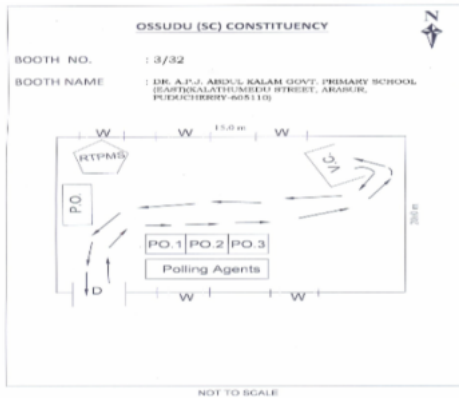 OSSUDU (SC) CONSTITUENCY
Z
BOOTH NO. : 3/32
BOOTH NAME : DR. A.P.J. ABDUL KALAM GOVT. PRIMARY SCHOOL
(EAST)(KALATHUMEDU STREET, ARASUR,
PUDUCHERRY-605110)
W W 15.0 m W
RTPMS
V.C.
P.O.
PO.1 PO.2 PO.3
Polling Agents
D
W W
NOT TO SCALE